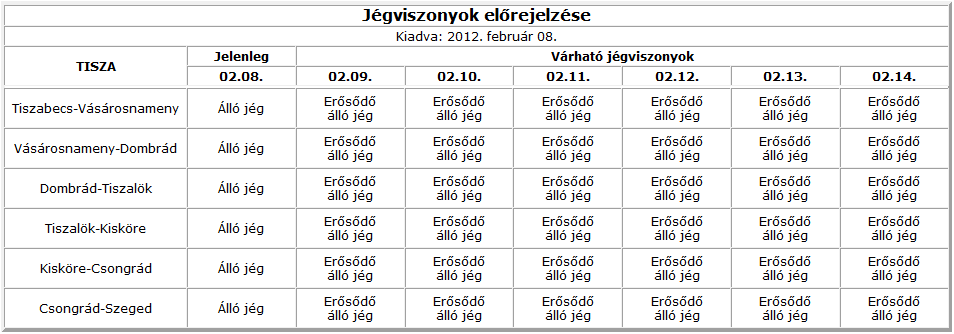 Jégviszonyok előrejelzése
Kiadva: 2012. február 08.
TISZA Jelenleg Várható jégviszonyok
02.08. 02.09. 02.10. 02.11. 02.12. 02.13. 02.14.
Tiszabecs-Vásárosnameny Álló jég Erősődő Erősődő Erősődő Erősődő Erősődő Erősődő
álló jég álló jég álló jég álló jég álló jég álló jég
Vásárosnameny-Dombrád Álló jég Erősődő Erősődő Erősődő Erősődő Erősődő Erősődő
álló jég álló jég álló jég álló jég álló jég álló jég
Dombrád-Tiszalök Álló jég Erősődő Erősődő Erősődő Erősődő Erősődő Erősődő
álló jég álló jég álló jég álló jég álló jég álló jég
Tiszalök-Kisköre Álló jég Erősődő Erősődő Erősődő Erősődő Erősődő Erősődő
álló jég álló jég álló jég álló jég álló jég álló jég
Kisköre-Csongrád Álló jég Erősődő Erősődő Erősődő Erősődő Erősődő Erősődő
álló jég álló jég álló jég álló jég álló jég álló jég
Csongrád-Szeged Álló jég Erősődő Erősődő Erősődő Erősődő Erősődő Erősődő
álló jég álló jég álló jég álló jég álló jég álló jég